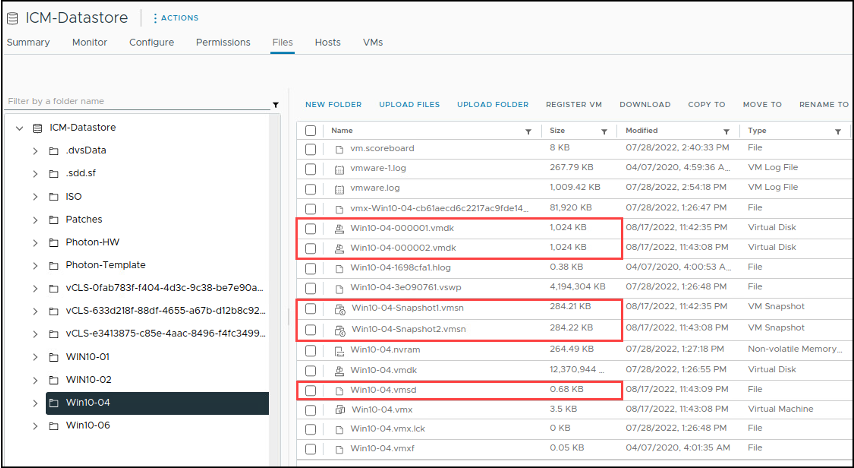 ICM-Datastore ACTIONS
Summary Monitor Configure Permissions Files Hosts VMs
Filter by a folder name
ICM-Datastore
.dvsData
.sdd.sf
ISO
Patches
Photon-HW
Photon-Template
vCLS-0fab783f-f404-4d3c-9c38-be7e90a...
vCLS-633d218f-88df-4655-a67b-d12b8c92...
vCLS-e3413875-c85e-4aac-8496-f4fc3499...
WIN10-01
WIN10-02
Win10-04
Win10-06
NEW FOLDER UPLOAD FILES UPLOAD FOLDER REGISTER VM DOWNLOAD COPY TO MOVE TO RENAME TO
Name Size Modified Type
vm.scoreboard 8 KB 07/28/2022, 2:40:33 PM File
vmware-1.log 267.79 KB 04/07/2020, 4:59:36 A... VM Log File
vmware.log 1,009.42 KB 07/28/2022, 2:54:18 PM VM Log File
vmx-Win10-04-cb61aecd6c2217ac9fde14... 81,920 KB 07/28/2022, 1:26:47 PM File
Win10-04-000001.vmdk 1,024 KB 08/17/2022, 11:42:35 PM Virtual Disk
Win10-04-000002.vmdk 1,024 KB 08/17/2022, 11:43:08 PM Virtual Disk
Win10-04-1698cfa1.hlog 0.38 KB 04/07/2020, 4:00:53 A... File
Win10-04-3e090761.vswp 4,194,304 KB 07/28/2022, 1:26:48 PM File
Win10-04-Snapshot1.vmsn 284.21 KB 08/17/2022, 11:42:35 PM VM Snapshot
Win10-04-Snapshot2.vmsn 284.22 KB 08/17/2022, 11:43:08 PM VM Snapshot
Win10-04.nvram 264.49 KB 07/28/2022, 1:27:18 PM Non-volatile Memory...
Win10-04.vmdk 12,370,944 ... 07/28/2022, 1:26:55 PM Virtual Disk
Win10-04.vmsd 0.68 KB 08/17/2022, 11:43:09 PM File
Win10-04.vmx 3.5 KB 08/17/2022, 11:43:08 PM Virtual Machine
Win10-04.vmx.lck 0 KB 07/28/2022, 1:26:48 PM File
Win10-04.vmxf 0.05 KB 04/07/2020, 4:01:35 AM File